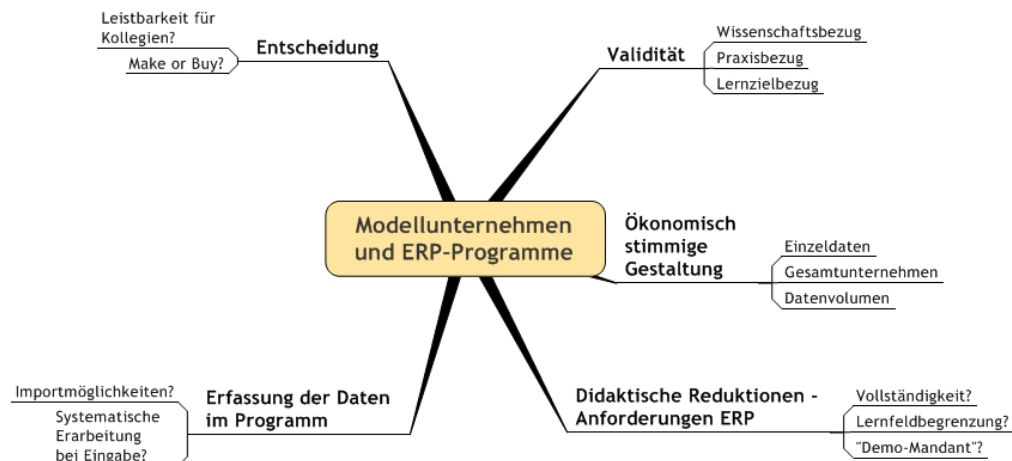 Modellunternehmen
und ERP-Programme
Entscheidung
Leistbarkeit für
Kollegien?
Make or Buy?
Validität
Wissenschaftsbezug
Praxisbezug
Lernzielbezug
Ökonomisch
stimmige
Gestaltung
Einzeldaten
Gesamtunternehmen
Datenvolumen
Didaktische Reduktionen -
Anforderungen ERP
Vollständigkeit?
Lernfeldbegrenzung?
"Demo-Mandant"?
Erfassung der Daten
im Programm
Importmöglichkeiten?
Systematische
Erarbeitung
bei Eingabe?